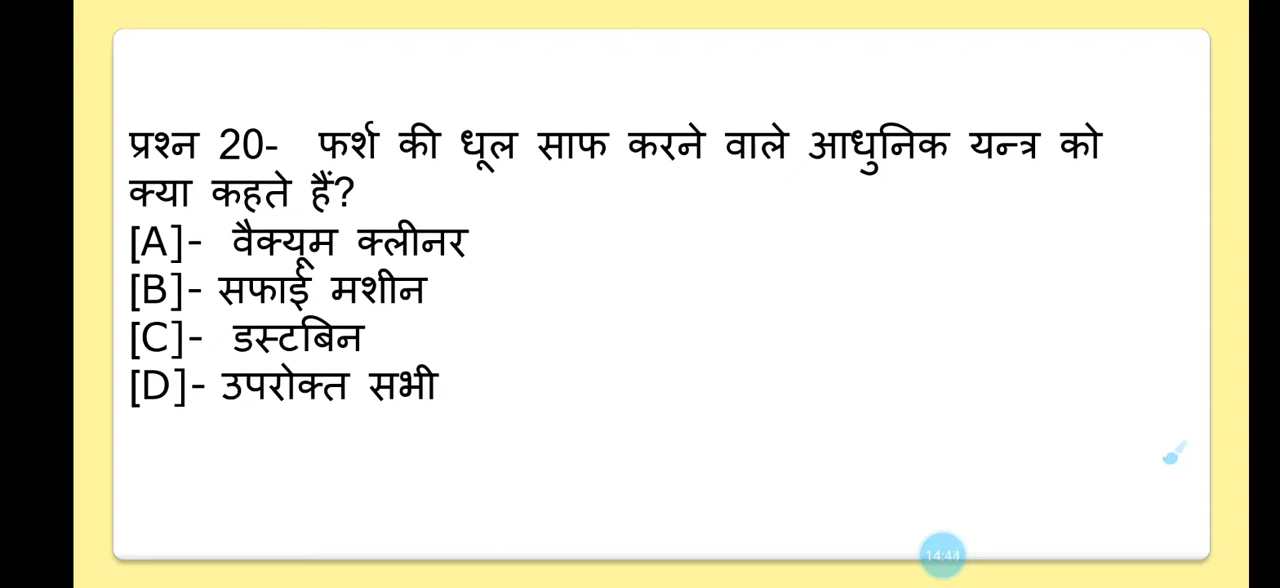 प्रश्न 20- फर्श की धूल साफ करने वाले आधुनिक यन्त्र को
क्या कहते हैं?
[A]- वैक्यूम क्लीनर
[B]- सफाई मशीन
[C]- डस्टबिन
[D]- उपरोक्त सभी
14:44